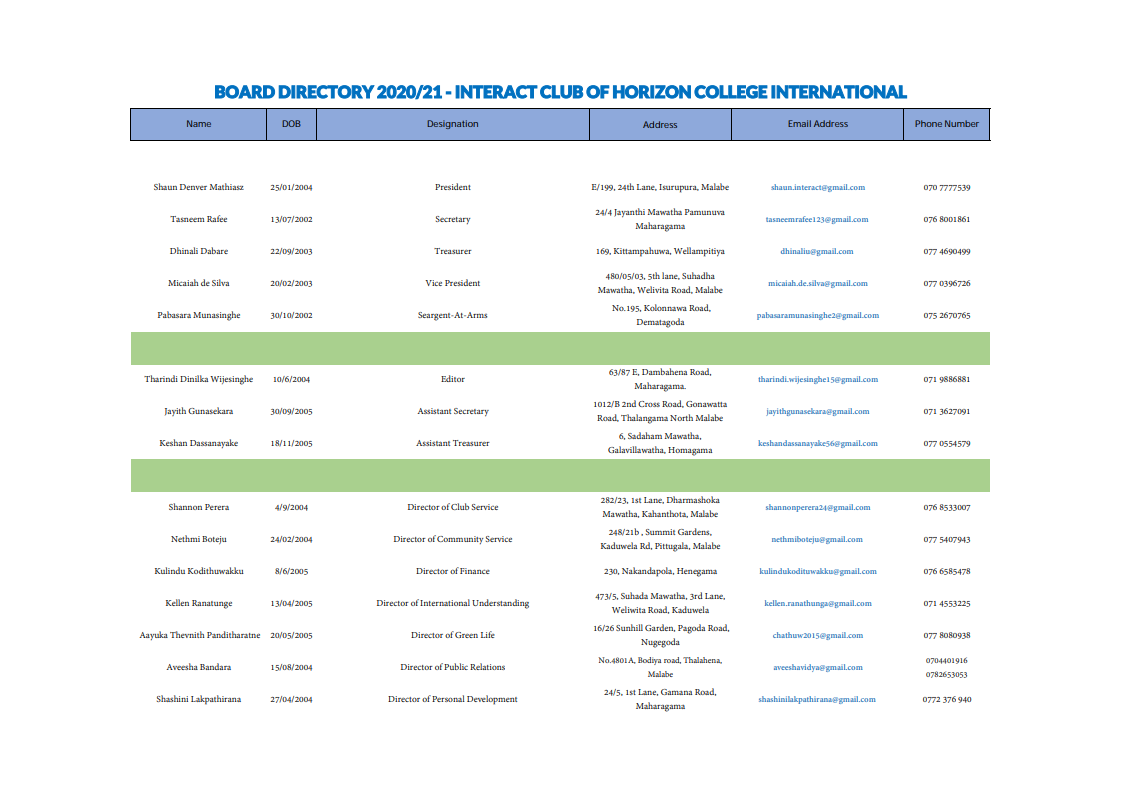 BOARD DIRECTORY 2020/21 - INTERACT CLUB OF HORIZON COLLEGE INTERNATIONAL
Name DOB Designation Address Email Address Phone Number
Shaun Denver Mathiasz 25/01/2004 President E/199, 24th Lane, Isurupura, Malabe shaun.interact@gmail.com 070 7777539
Tasneem Rafee 13/07/2002 Secretary 24/4 Jayanthi Mawatha Pamunuva
Maharagama tasneemrafee123@gmail.com 076 8001861
Dhinali Dabare 22/09/2003 Treasurer 169, Kittampahuwa, Wellampitiya dhinaliu@gmail.com 077 4690499
Micaiah de Silva 20/02/2003 Vice President 480/05/03, 5th lane, Suhadha
Mawatha, Welivita Road, Malabe micaiah.de.silva@gmail.com 077 0396726
Pabasara Munasinghe 30/10/2002 Seargent-At-Arms No.195, Kolonnawa Road,
Dematagoda pabasaramunasinghe2@gmail.com 075 2670765
Tharindi Dinilka Wijesinghe 10/6/2004 Editor 63/87 E, Dambahena Road,
Maharagama. tharindi.wijesinghe15@gmail.com 071 9886881
Jayith Gunasekara 30/09/2005 Assistant Secretary 1012/B 2nd Cross Road, Gonawatta
Road, Thalangama North Malabe jayithgunasekara@gmail.com 071 3627091
Keshan Dassanayake 18/11/2005 Assistant Treasurer 6, Sadaham Mawatha,
Galavillawatha, Homagama keshandassanayake56@gmail.com 077 0554579
Shannon Perera 4/9/2004 Director of Club Service 282/23, 1st Lane, Dharmashoka
Mawatha, Kahanthota, Malabe shannonperera24@gmail.com 076 8533007
Nethmi Boteju 24/02/2004 Director of Community Service 248/21b , Summit Gardens,
Kaduwela Rd, Pittugala, Malabe nethmiboteju@gmail.com 077 5407943
Kulindu Kodithuwakku 8/6/2005 Director of Finance 230, Nakandapola, Henegama kulindukodituwakku@gmail.com 076 6585478
Kellen Ranatunge 13/04/2005 Director of International Understanding 473/5, Suhada Mawatha, 3rd Lane,
Weliwita Road, Kaduwela kellen.ranathunga@gmail.com 071 4553225
Aayuka Thevnith Panditharatne 20/05/2005 Director of Green Life 16/26 Sunhill Garden, Pagoda Road,
Nugegoda chathuw2015@gmail.com 077 8080938
Aveesha Bandara 15/08/2004 Director of Public Relations No.4801A, Bodiya road, Thalahena,
Malabe aveeshavidya@gmail.com 0704401916
0782653053
Shashini Lakpathirana 27/04/2004 Director of Personal Development 24/5, 1st Lane, Gamana Road,
Maharagama shashinilakpathirana@gmail.com 0772 376 940